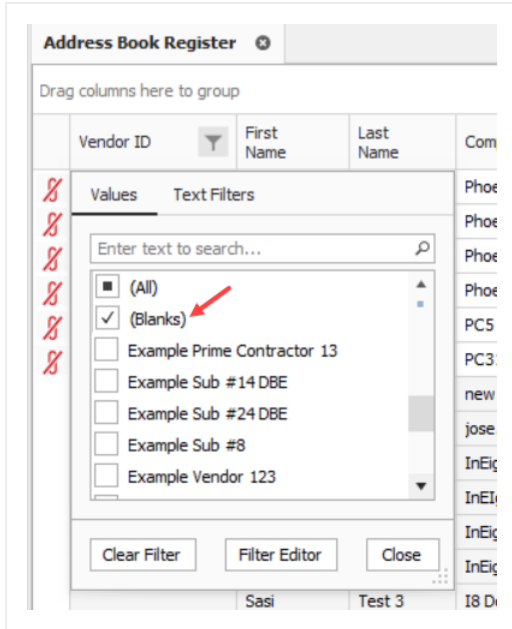 Address Book Register
Drag columns here to group
Vendor ID
First
Name
Last
Name
Com
Values
Text Filters
Enter text to search...
(All)
(Blanks)
Example Prime Contractor 13
Example Sub #14 DBE
Example Sub #24 DBE
Example Sub #8
Example Vendor 123
Clear Filter
Filter Editor
Close
Phoe
Phoe
Phoe
Phoe
PC5
PC3
new
jose
InEig
InEIg
InEig
InEig
Sasi
Test 3
I8 D